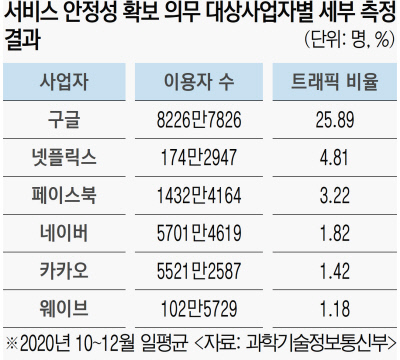 서비스 안정성 확보 의무 대상사업자별 세부 측정
결과 (단위: 명, %)
사업자 이용자 수 트래픽 비율
구글 8226만7826 25.89
넷플릭스 174만2947 4.81
페이스북 1432만4164 3.22
네이버 5701만4619 1.82
카카오 5521만2587 1.42
웨이브 102만5729 1.18
※2020년 10~12월 일평균 <자료: 과학기술정보통신부>